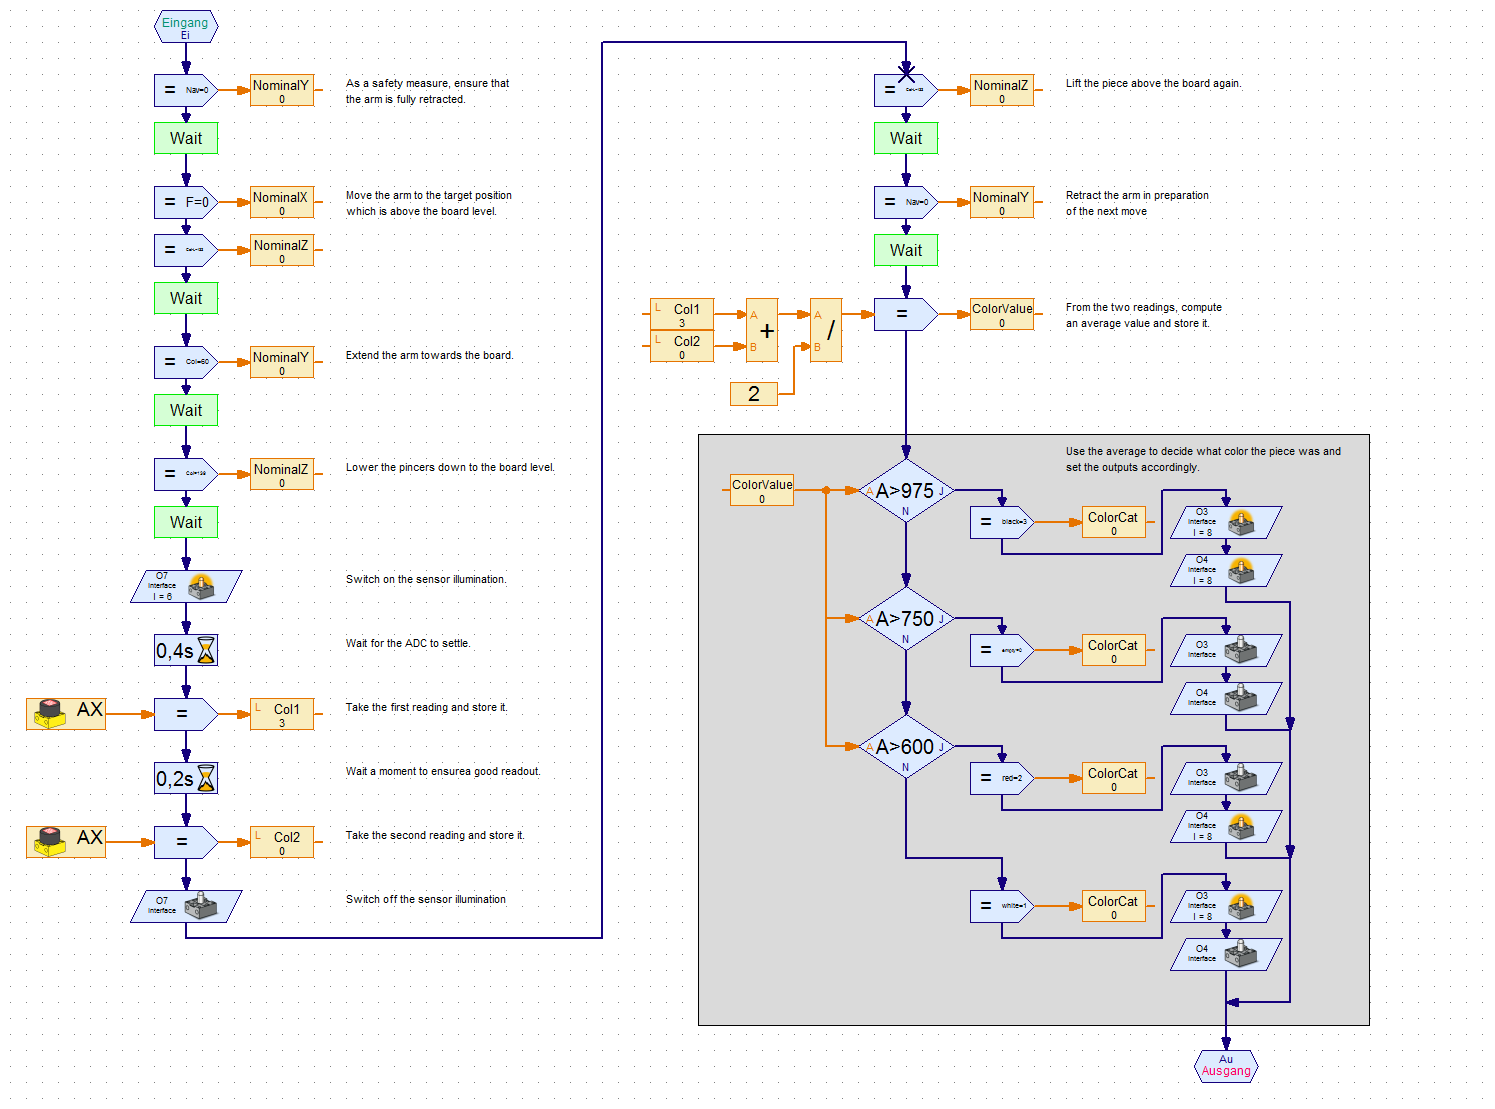 Eingang
Ei
= Nav=0
NominalY
0
As a safety measure, ensure that
the arm is fully retracted.
Wait
= F=0
NominalX
0
Move the arm to the target position
which is above the board level.
=
NominalZ
0
Wait
= Col=60
NominalY
0
Extend the arm towards the board.
Wait
=
NominalZ
0
Lower the pincers down to the board level.
Wait
O7
Interface
I = 6
Switch on the sensor illumination.
0,4s
Wait for the ADC to settle.
AX
=
L Col1
3
Take the first reading and store it.
0,2s
Wait a moment to ensurea good readout.
AX
=
L Col2
0
Take the second reading and store it.
O7
Interface
Switch off the sensor illumination
=
NominalZ
0
Lift the piece above the board again.
Wait
= Nav=0
NominalY
0
Retract the arm in preparation
of the next move
Wait
L Col1
3
L Col2
0
A
+
B
A
/
B
2
=
ColorValue
0
From the two readings, compute
an average value and store it.
Use the average to decide what color the piece was and
set the outputs accordingly.
ColorValue
0
A A>975 J
N
= black=3
ColorCat
0
O3
Interface
I = 8
O4
Interface
I = 8
A A>750 J
N
=
ColorCat
0
O3
Interface
O4
Interface
A A>600 J
N
= red=2
ColorCat
0
O3
Interface
O4
Interface
I = 8
= white=1
ColorCat
0
O3
Interface
I = 8
O4
Interface
Au
Ausgang